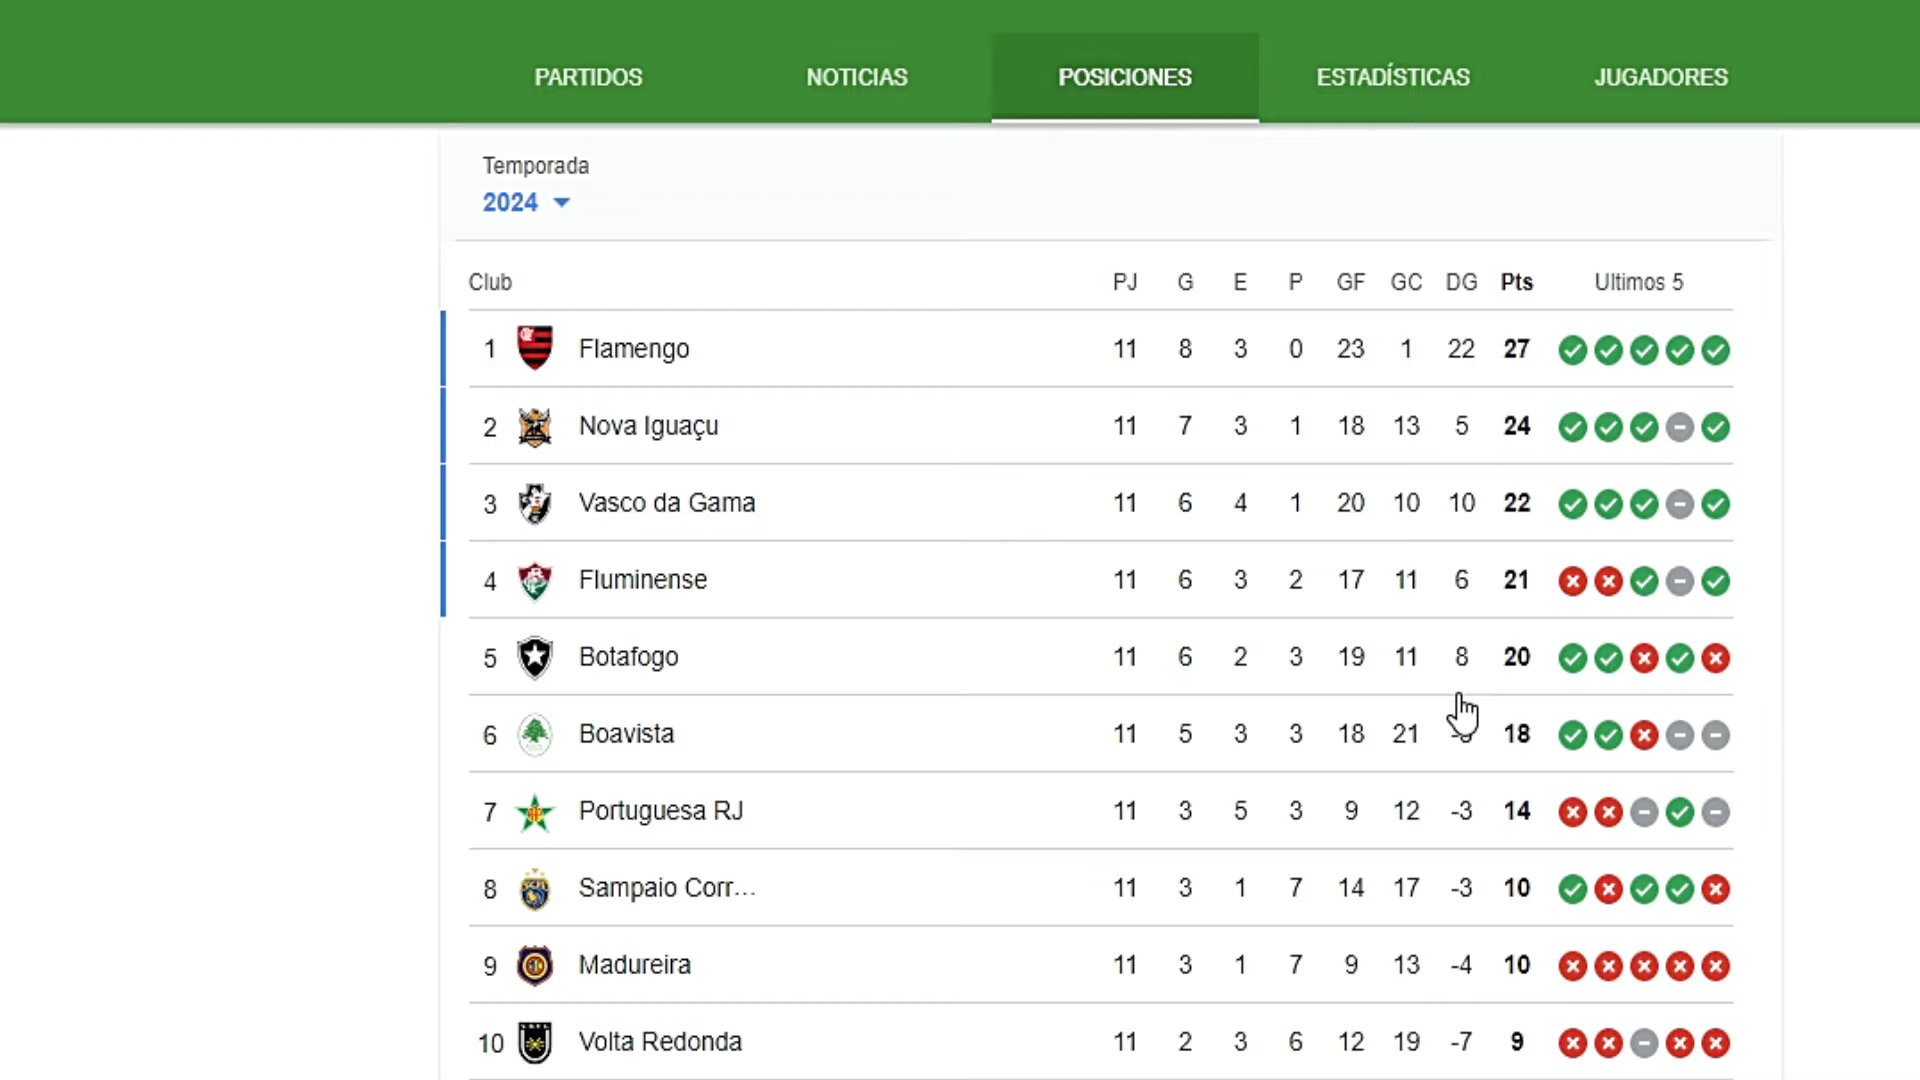 PARTIDOS NOTICIAS POSICIONES ESTADÍSTICAS JUGADORES
Temporada
2024
Club PJ G E P GF GC DG Pts Ultimos 5
1 Flamengo 11 8 3 0 23 1 22 27
2 Nova Iguaçu 11 7 3 1 18 13 5 24
3 Vasco da Gama 11 6 4 1 20 10 10 22
4 Fluminense 11 6 3 2 17 11 6 21
5 Botafogo 11 6 2 3 19 11 8 20
6 Boavista 11 5 3 3 18 21 18
7 Portuguesa RJ 11 3 5 3 9 12 -3 14
8 Sampaio Corr... 11 3 1 7 14 17 -3 10
9 Madureira 11 3 1 7 9 13 -4 10
10 Volta Redonda 11 2 3 6 12 19 -7 9